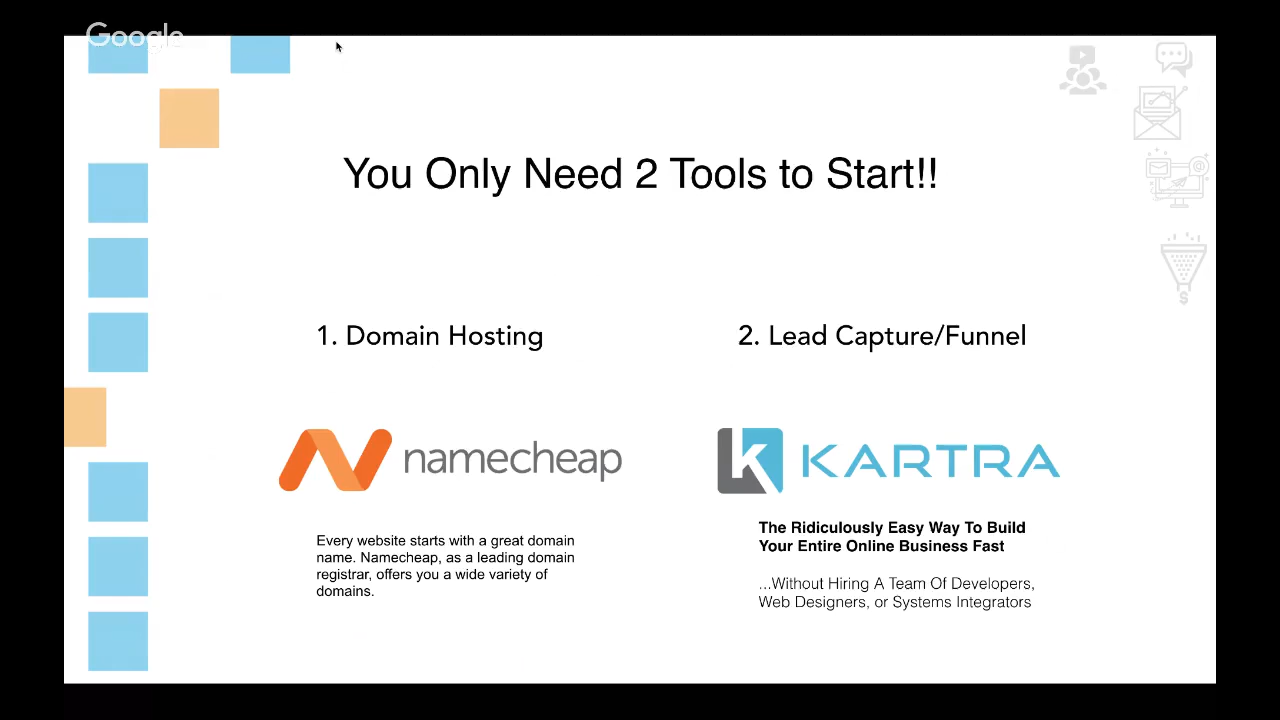 Google
You Only Need 2 Tools to Start!!
1. Domain Hosting
2. Lead Capture/Funnel
namecheap
KARTRA
Every website starts with a great domain
name. Namecheap, as a leading domain
registrar, offers you a wide variety of
domains.
The Ridiculously Easy Way To Build
Your Entire Online Business Fast
...Without Hiring A Team Of Developers,
Web Designers, or Systems Integrators